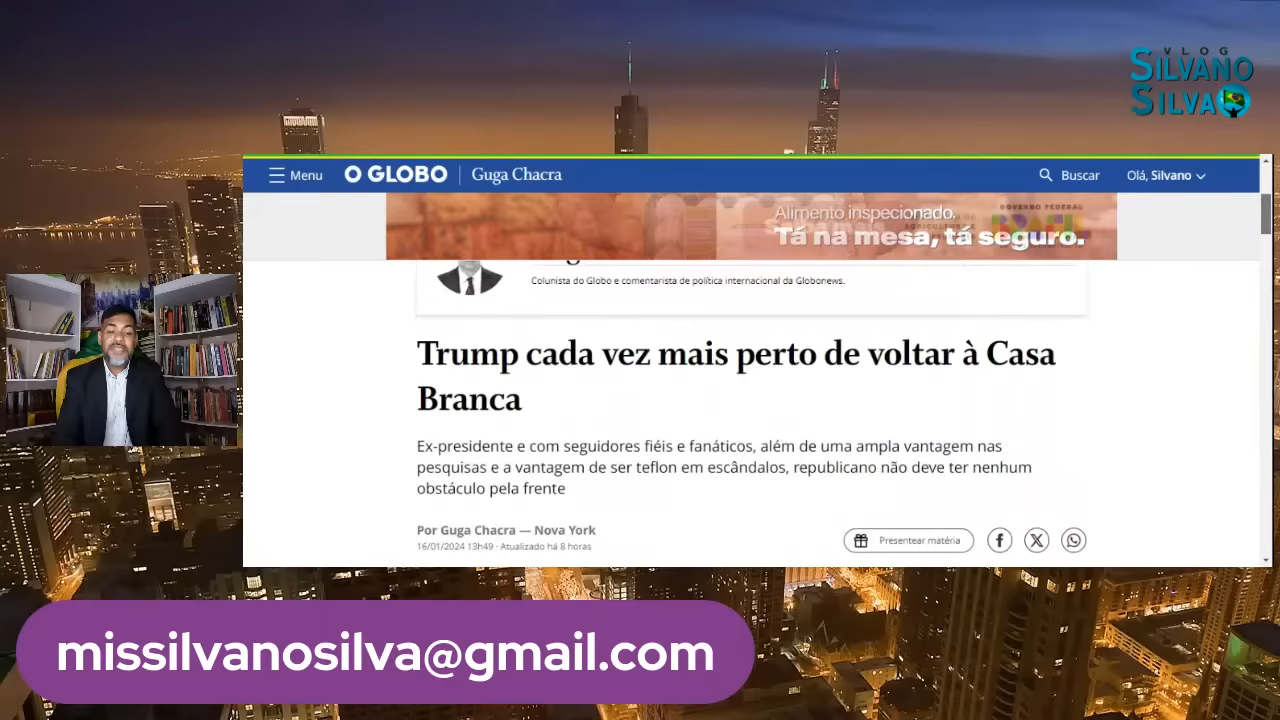 VLOG
SILVANO
SILVA
Menu
O GLOBO
Guga Chacra
Buscar
Olá, Silvano
Alimento inspecionado.
Tá na mesa, tá seguro.
GOVERNO FEDERAL
BRASIL
Colunista do Globo e comentarista de política internacional da Globonews.
Trump cada vez mais perto de voltar à Casa
Branca
Ex-presidente e com seguidores fiéis e fanáticos, além de uma ampla vantagem nas
pesquisas e a vantagem de ser teflon em escândalos, republicano não deve ter nenhum
obstáculo pela frente
Por Guga Chacra — Nova York
16/01/2024 13h49 · Atualizado há 8 horas
Presentear matéria
missilvanosilva@gmail.com